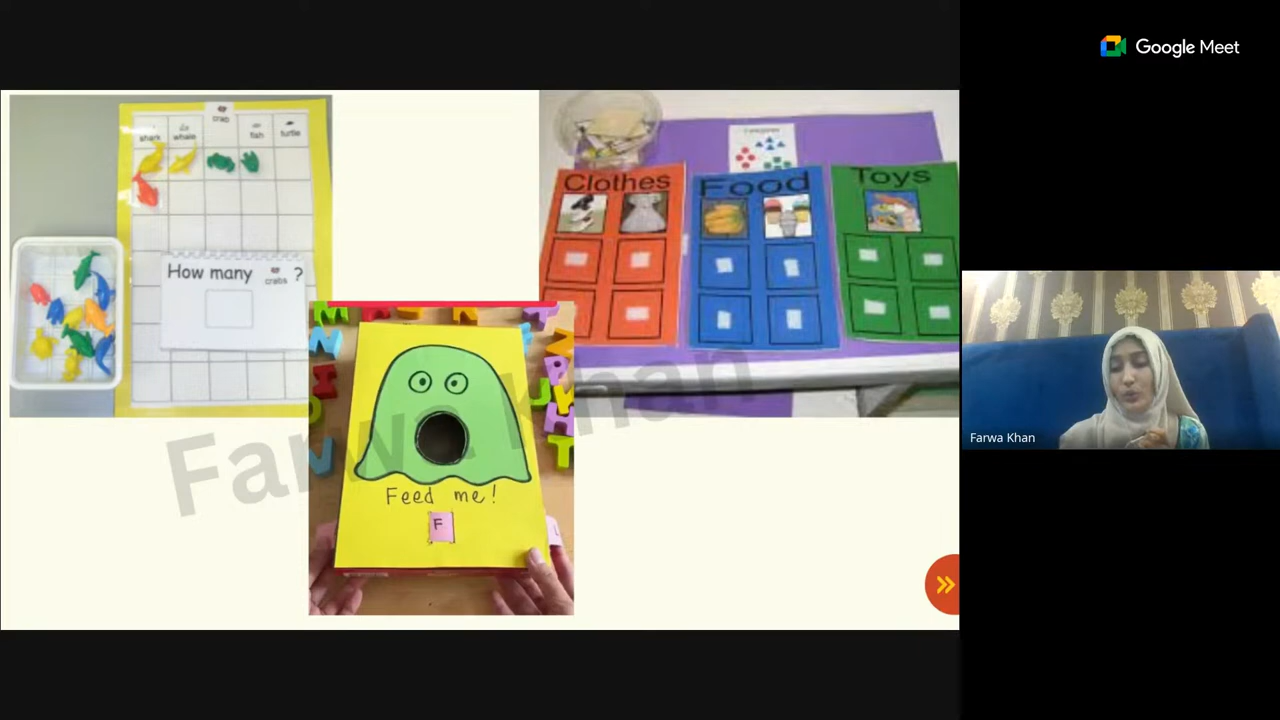 Google Meet
shark
whale
crab
fish
turtle
How many crabs ?
Clothes
Food
Toys
Feed me!
F
Farwa Khan
Farwa Khan